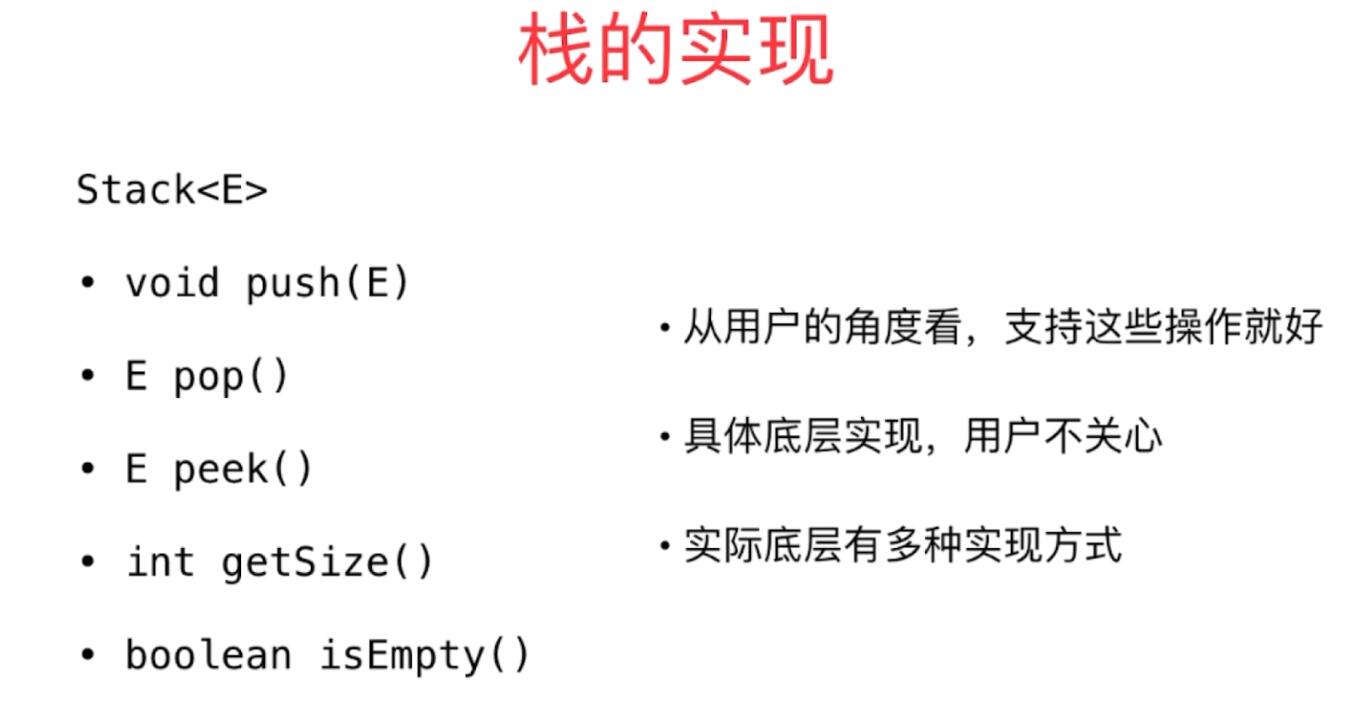 栈的实现
Stack<E>
• void push(E)
• E pop()
• E peek()
• int getSize()
• boolean isEmpty()
• 从用户的角度看，支持这些操作就好
• 具体底层实现，用户不关心
• 实际底层有多种实现方式